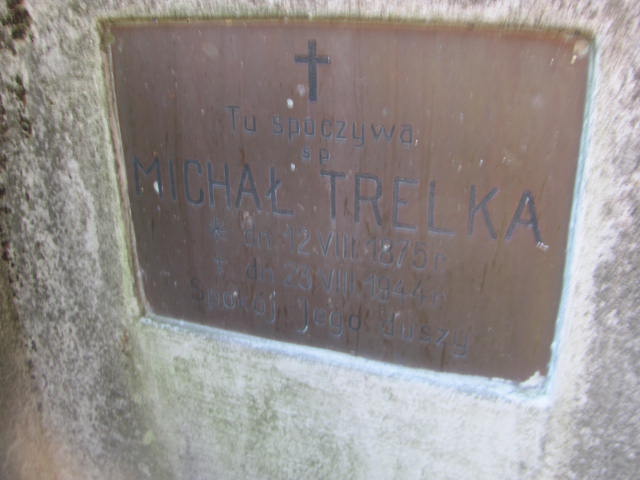 Tu spoczywa
ś p.
MICHAŁ TRELKA
* dn. 12 VIII 1875 r.
† dn. 23 VIII 1944 r.
Spokój Jego duszy